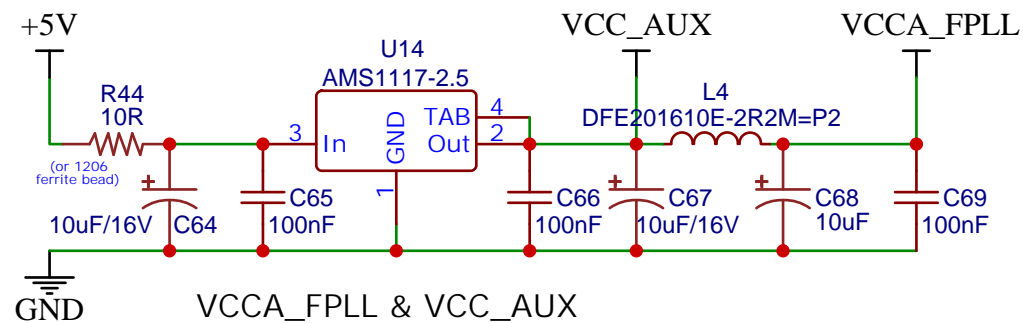 +5V
VCC_AUX
VCCA_FPLL
U14
AMS1117-2.5
R44
10R
L4
DFE201610E-2R2M=P2
3
In
GND
1
TAB
Out
4
2
(or 1206
ferrite bead)
+
10uF/16V
C64
C65
100nF
C66
100nF
+
C67
10uF/16V
+
C68
10uF
C69
100nF
GND
VCCA_FPLL & VCC_AUX